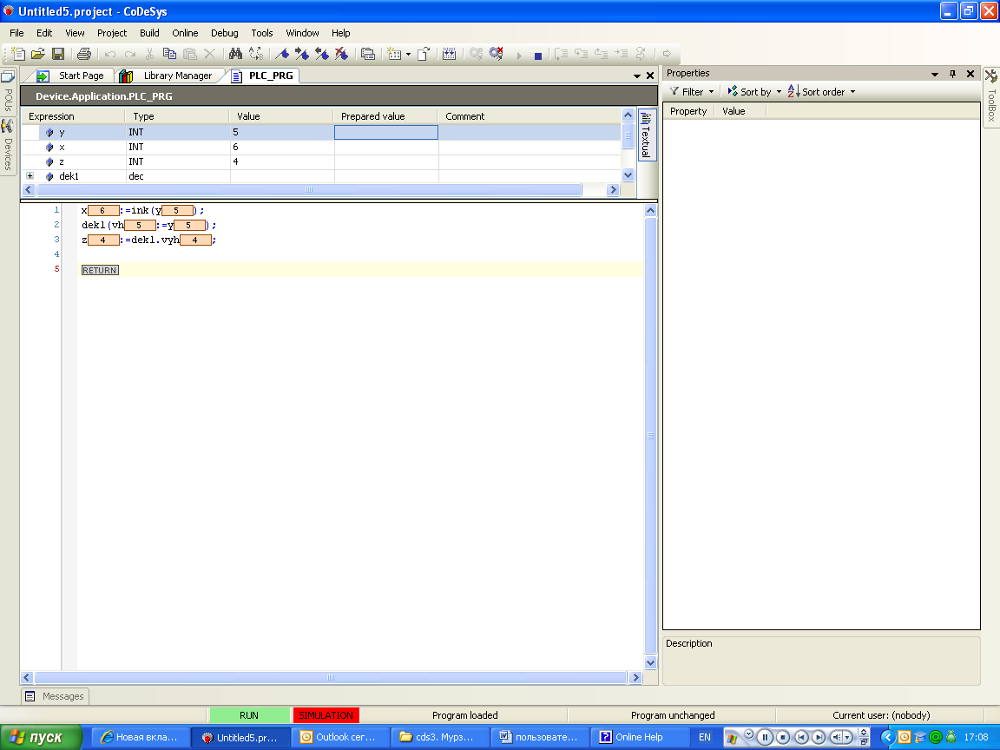 Untitled5.project - CoDeSys
File Edit View Project Build Online Debug Tools Window Help
Start Page Library Manager PLC_PRG
Device.Application.PLC_PRG
Expression Type Value Prepared value Comment
y INT 5
x INT 6
z INT 4
dek1 dec
Textual
1 x 6 :=ink(y 5 );
2 dek1(vh 5 :=y 5 );
3 z 4 :=dek1.vyh 4 ;
4
5 RETURN
POUs
Devices
Properties
Filter Sort by Sort order
Property Value
Description
ToolBox
Messages
RUN SIMULATION Program loaded Program unchanged Current user: (nobody)
пуск Новая вкла... Untitled5.pr... Outlook сег... cds3. Мурз... пользовате... Online Help EN 17:08